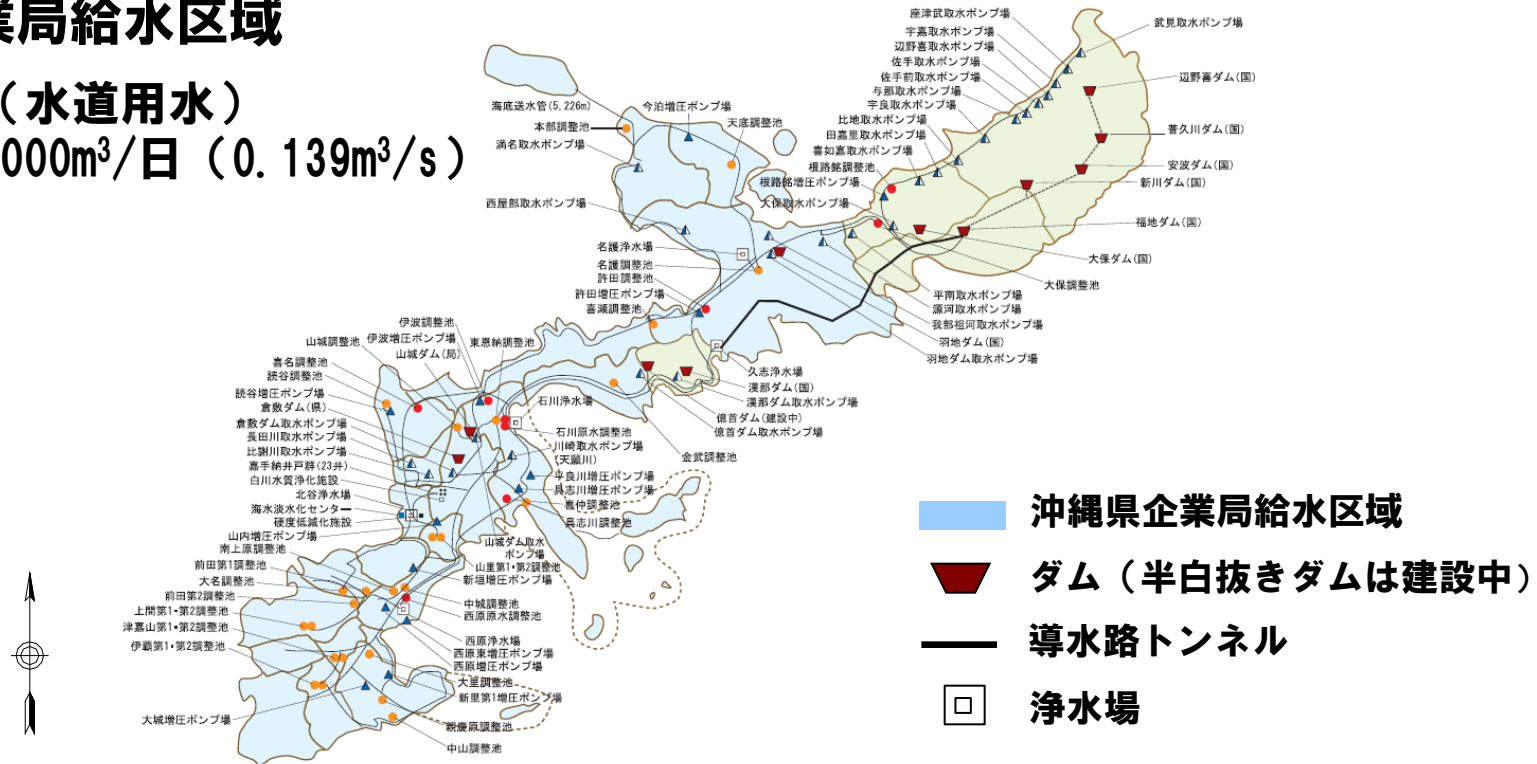 業局給水区域
（水道用水）
000m³/日（0.139m³/s）
座津武取水ポンプ場
武見取水ポンプ場
宇嘉取水ポンプ場
辺野喜取水ポンプ場
佐手取水ポンプ場
佐手前取水ポンプ場
与那取水ポンプ場
宇良取水ポンプ場
比地取水ポンプ場
田嘉里取水ポンプ場
喜如嘉取水ポンプ場
根路銘調整池
根路銘増圧ポンプ場
大保取水ポンプ場
辺野喜ダム(国)
普久川ダム(国)
安波ダム(国)
新川ダム(国)
福地ダム(国)
大保ダム(国)
大保調整池
海底送水管(5,226m)
今泊増圧ポンプ場
本部調整池
天底調整池
満名取水ポンプ場
西屋部取水ポンプ場
名護浄水場
名護調整池
許田調整池
許田増圧ポンプ場
喜瀬調整池
平南取水ポンプ場
源河取水ポンプ場
我部祖河取水ポンプ場
羽地ダム(国)
羽地ダム取水ポンプ場
久志浄水場
漢那ダム(国)
漢那ダム取水ポンプ場
億首ダム(建設中)
億首ダム取水ポンプ場
金武調整池
伊波調整池
伊波増圧ポンプ場
東恩納調整池
山城調整池
山城ダム(局)
喜名調整池
読谷調整池
読谷増圧ポンプ場
倉敷ダム(県)
倉敷ダム取水ポンプ場
長田川取水ポンプ場
比謝川取水ポンプ場
嘉手納井戸群(23井)
白川水質浄化施設
北谷浄水場
海水淡水化センター
硬度低減化施設
山内増圧ポンプ場
南上原調整池
前田第1調整池
大名調整池
前田第2調整池
上間第1・第2調整池
津嘉山第1・第2調整池
伊覇第1・第2調整池
大城増圧ポンプ場
石川浄水場
石川原水調整池
川崎取水ポンプ場
(天願川)
平良川増圧ポンプ場
具志川増圧ポンプ場
喜仲調整池
具志川調整池
山城ダム取水
ポンプ場
山里第1・第2調整池
新垣増圧ポンプ場
中城調整池
西原原水調整池
西原浄水場
西原東増圧ポンプ場
西原増圧ポンプ場
大里調整池
新里第1増圧ポンプ場
親慶原調整池
中山調整池
沖縄県企業局給水区域
ダム（半白抜きダムは建設中）
導水路トンネル
浄水場